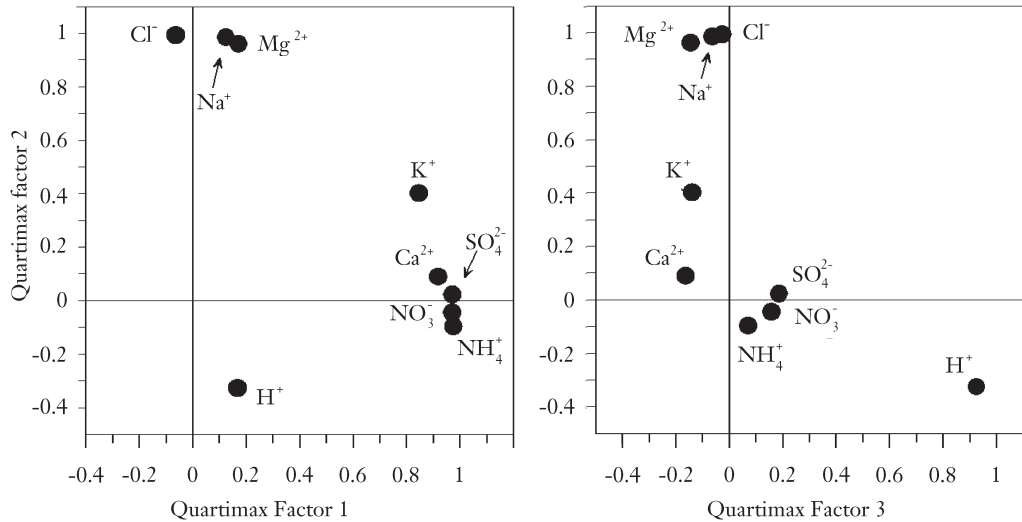 Quartimax factor 2
1
0.8
0.6
0.4
0.2
0
-0.2
-0.4
Cl⁻
Mg²⁺
Na⁺
K⁺
SO₄²⁻
Ca²⁺
NO₃⁻
NH₄⁺
H⁺
-0.4 -0.2 0 0.2 0.4 0.6 0.8 1
Quartimax Factor 1
1
0.8
0.6
0.4
0.2
0
-0.2
-0.4
Mg²⁺
Cl⁻
Na⁺
K⁺
Ca²⁺
SO₄²⁻
NO₃⁻
NH₄⁺
H⁺
-0.4 -0.2 0 0.2 0.4 0.6 0.8 1
Quartimax Factor 3